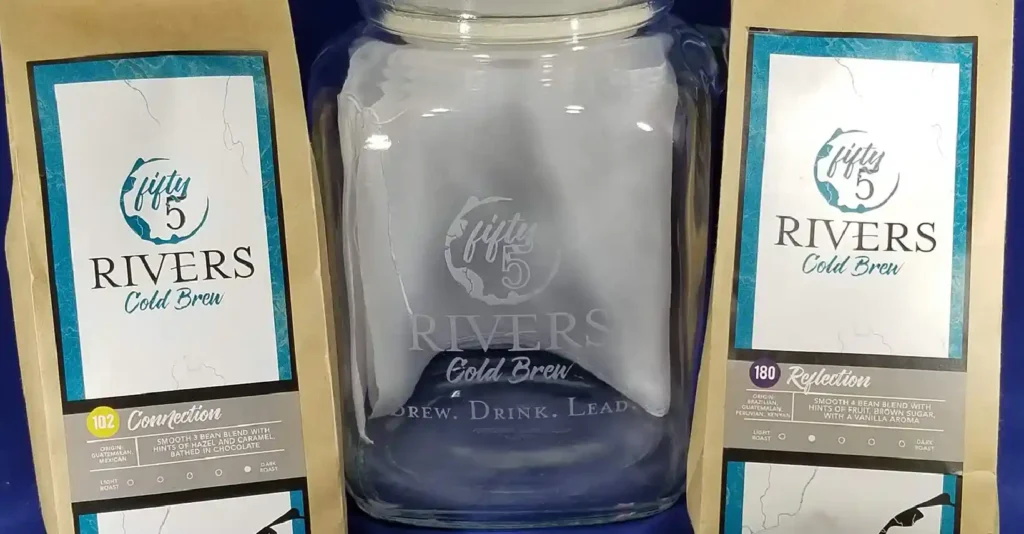 fifty
5
RIVERS
Cold Brew
102 Connection
ORIGIN:
GUATEMALAN,
MEXICAN
SMOOTH 3 BEAN BLEND WITH
HINTS OF HAZEL AND CARAMEL,
BATHED IN CHOCOLATE
LIGHT
ROAST
DARK
ROAST
fifty
5
RIVERS
Cold Brew
BREW. DRINK. LEAD.
fifty
5
RIVERS
Cold Brew
180 Reflection
ORIGIN:
BRAZILIAN,
GUATEMALAN,
PERUVIAN, KENYAN
SMOOTH 4 BEAN BLEND WITH
HINTS OF FRUIT, BROWN SUGAR,
WITH A VANILLA AROMA
LIGHT
ROAST
DARK
ROAST